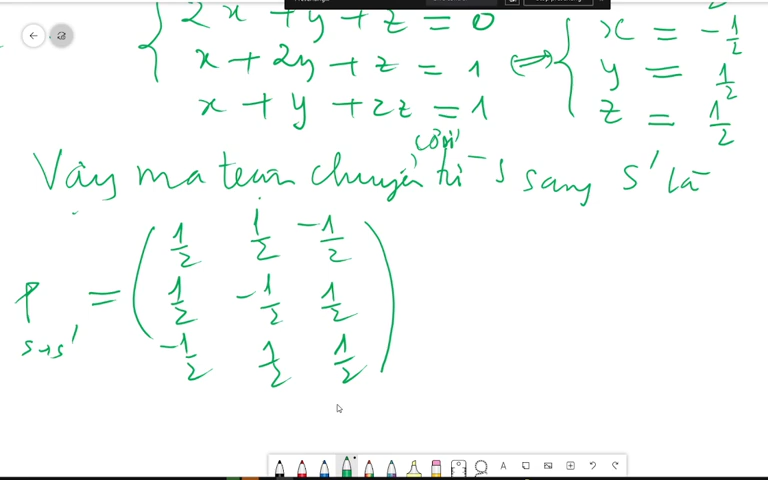 2x + y + z = 0
x + 2y + z = 1 ⇔ { x = -1/2
x + y + 2z = 1 y = 1/2
z = 1/2
Vậy ma trận chuyển cơ sở từ S sang S' là
P S→S' = ( 1/2 1/2 -1/2
1/2 -1/2 1/2
-1/2 1/2 1/2 )